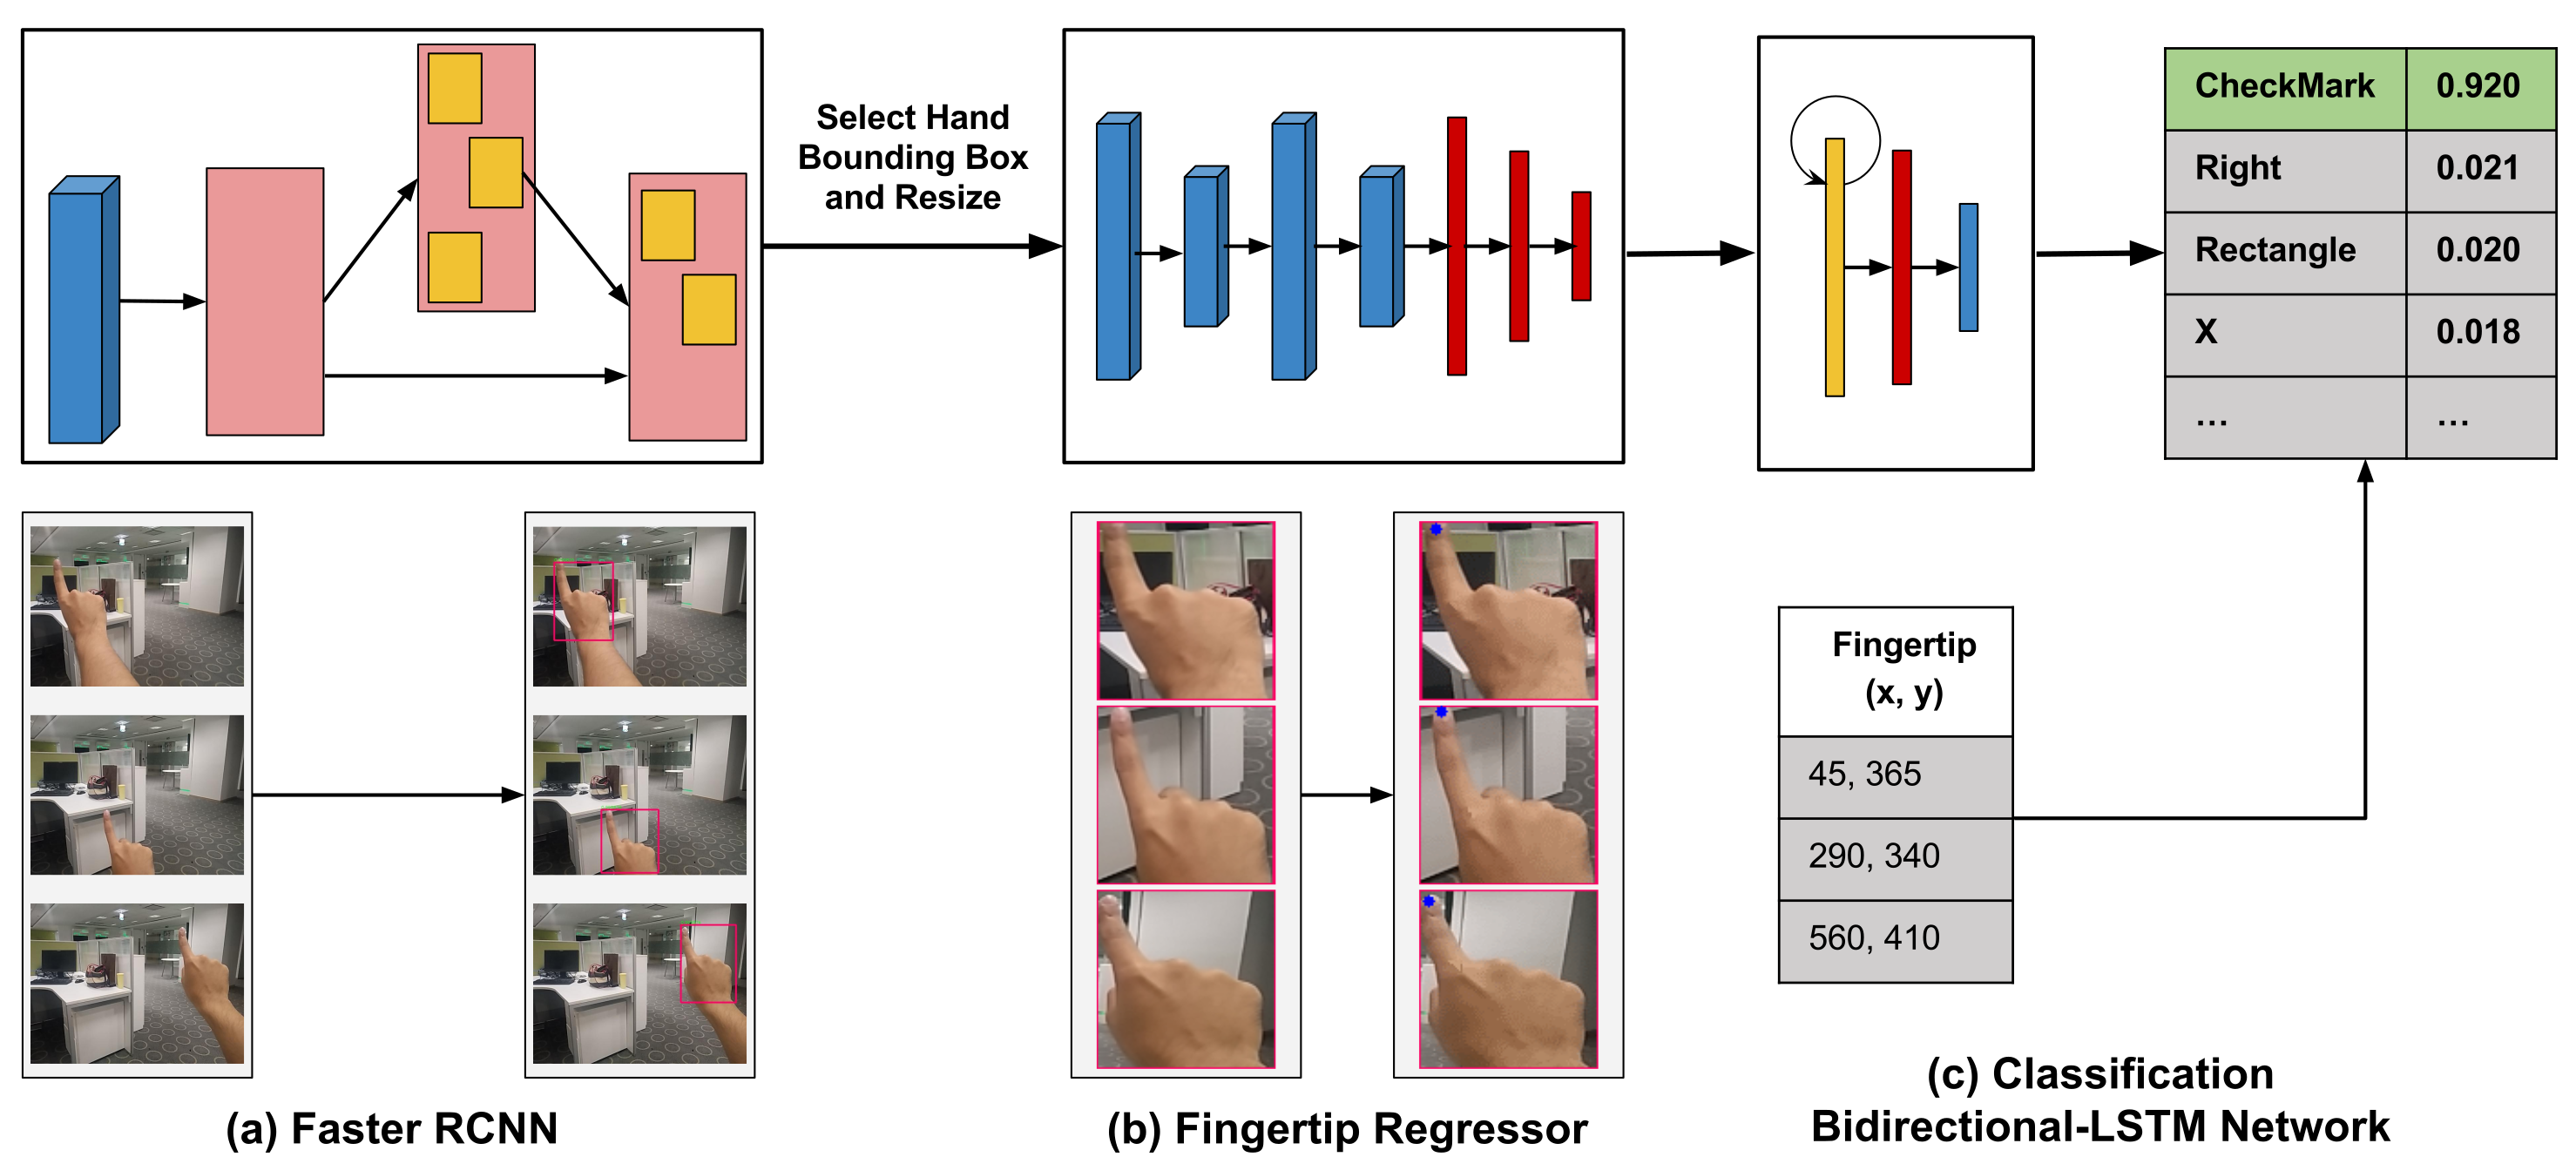 Select Hand
Bounding Box
and Resize
CheckMark 0.920
Right 0.021
Rectangle 0.020
X 0.018
... ...
Fingertip
(x, y)
45, 365
290, 340
560, 410
(a) Faster RCNN
(b) Fingertip Regressor
(c) Classification
Bidirectional-LSTM Network